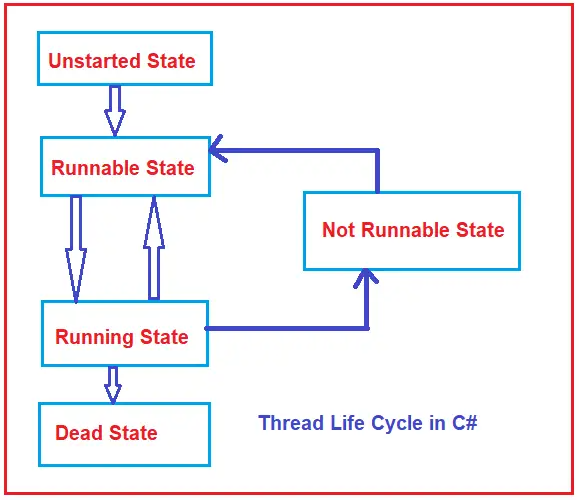 Unstarted State
Runnable State
Not Runnable State
Running State
Dead State
Thread Life Cycle in C#